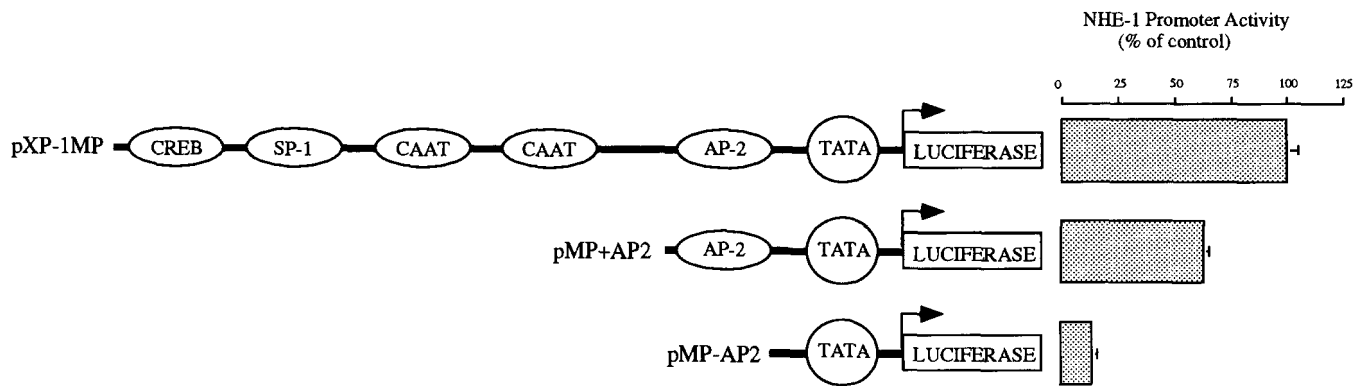 NHE-1 Promoter Activity
(% of control)
0 25 50 75 100 125
pXP-1MP CREB SP-1 CAAT CAAT AP-2 TATA LUCIFERASE
pMP+AP2 AP-2 TATA LUCIFERASE
pMP-AP2 TATA LUCIFERASE